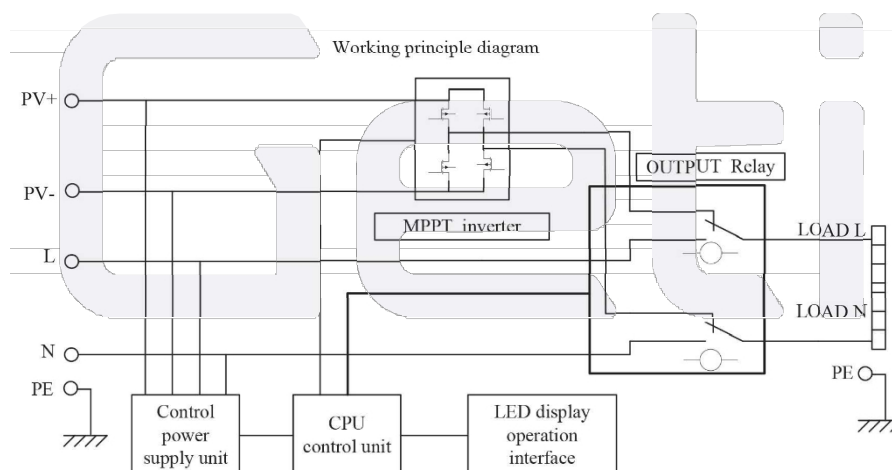 Working principle diagram
PV+
PV-
OUTPUT Relay
MPPT inverter
LOAD L
L
LOAD N
N
PE
PE
Control
power
supply unit
CPU
control unit
LED display
operation
interface